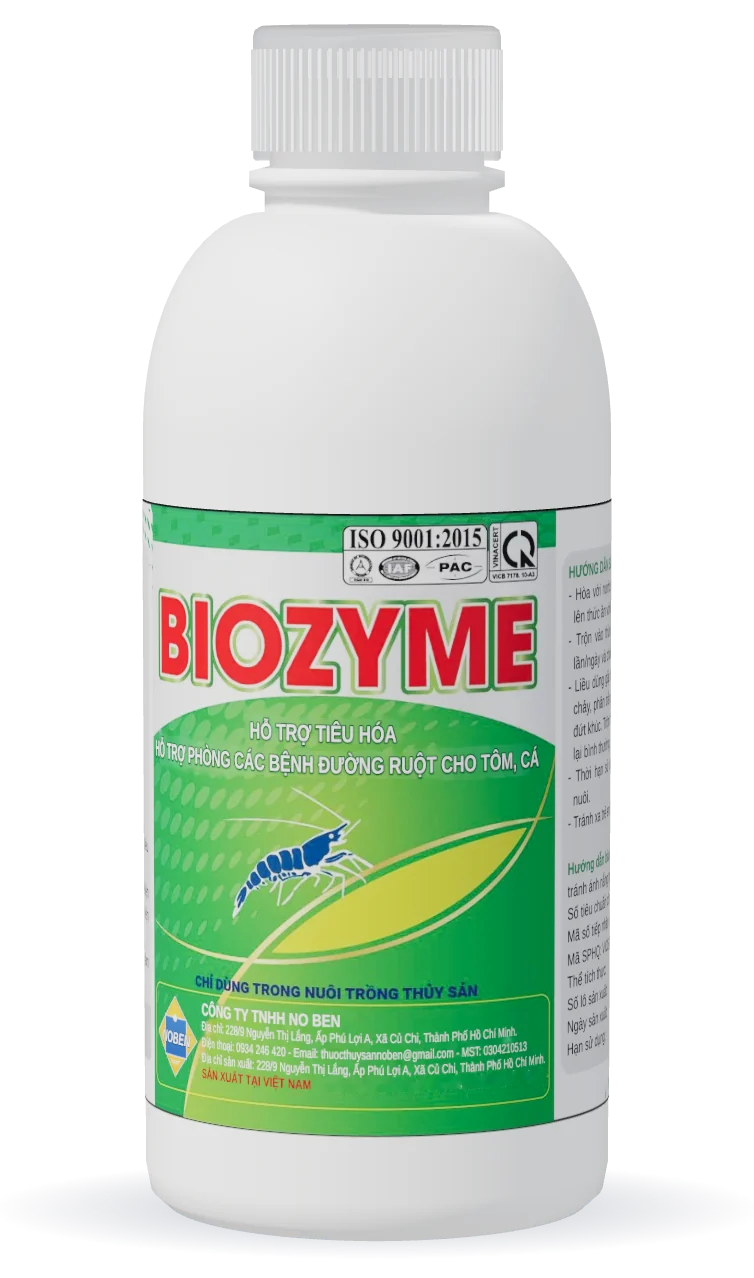 ISO 9001:2015
IAF
PAC
VINACERT
VICB 7178. 10-A3
BIOZYME
HỖ TRỢ TIÊU HÓA
HỖ TRỢ PHÒNG CÁC BỆNH ĐƯỜNG RUỘT CHO TÔM, CÁ
CHỈ DÙNG TRONG NUÔI TRỒNG THỦY SẢN
NOBEN
CÔNG TY TNHH NO BEN
Địa chỉ: 228/9 Nguyễn Thị Lắng, Ấp Phú Lợi A, Xã Củ Chi, Thành Phố Hồ Chí Minh.
Điện thoại: 0934 246 420 - Email: thuocthuysannoben@gmail.com - MST: 0304210513
Địa chỉ sản xuất: 228/9 Nguyễn Thị Lắng, Ấp Phú Lợi A, Xã Củ Chi, Thành Phố Hồ Chí Minh.
SẢN XUẤT TẠI VIỆT NAM
HƯỚNG DẪN
- Hòa với nước
lên thức ăn
- Trộn vào
lần/ngày và
- Liều dùng
chảy, phân
đứt khúc.
lại bình thường
- Thời hạn
nuôi.
- Tránh xa
Hướng dẫn
tránh ánh nắng
Số tiêu chuẩn
Mã số tiếp
Mã SPHQ:
Thể tích thực
Số lô sản xuất:
Ngày sản xuất:
Hạn sử dụng: